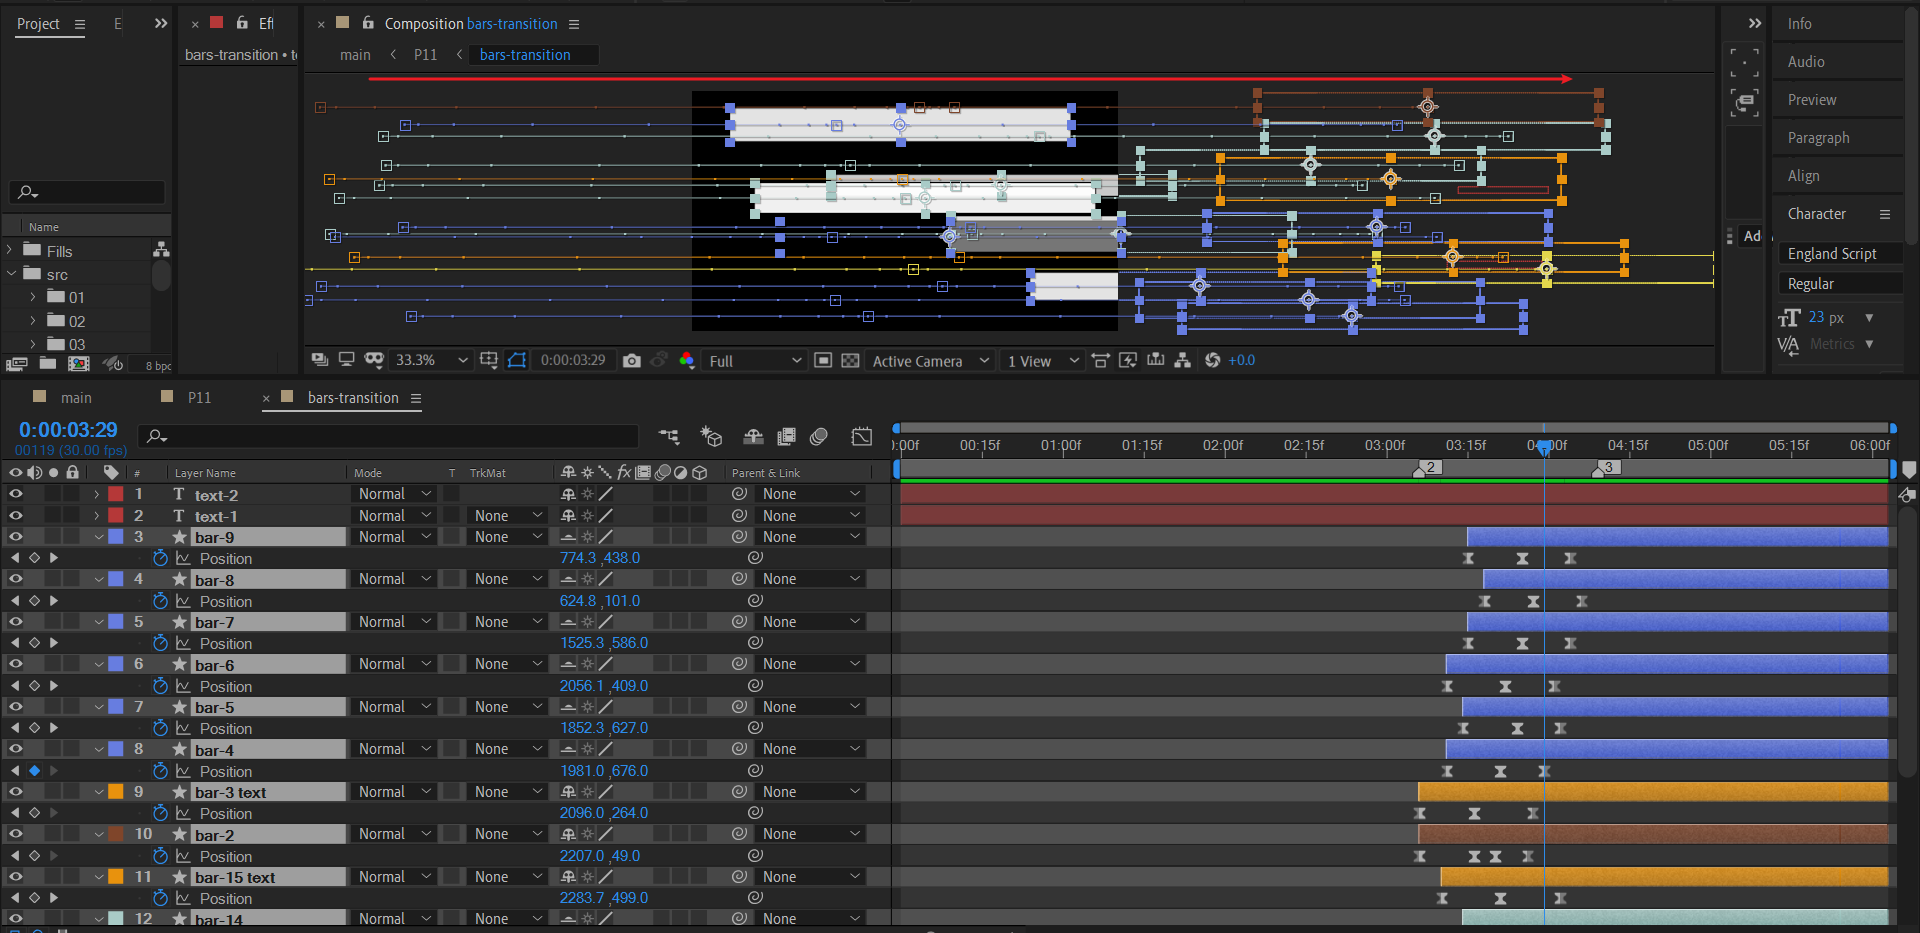 Project
E
Eff
Composition bars-transition
Info
bars-transition • te
main
P11
bars-transition
Audio
Preview
Paragraph
Align
Character
England Script
Regular
23 px
Metrics
Ad
Name
Fills
src
01
02
03
8 bpc
33.3%
0:00:03:29
Full
Active Camera
1 View
+0.0
main
P11
bars-transition
0:00:03:29
00119 (30.00 fps)
:00f
00:15f
01:00f
01:15f
02:00f
02:15f
03:00f
03:15f
04:00f
04:15f
05:00f
05:15f
06:00f
# Layer Name Mode T TrkMat Parent & Link
2
3
1 T text-2 Normal None
2 T text-1 Normal None None
3 bar-9 Normal None None
Position 774.3 ,438.0
4 bar-8 Normal None None
Position 624.8 ,101.0
5 bar-7 Normal None None
Position 1525.3 ,586.0
6 bar-6 Normal None None
Position 2056.1 ,409.0
7 bar-5 Normal None None
Position 1852.3 ,627.0
8 bar-4 Normal None None
Position 1981.0 ,676.0
9 bar-3 text Normal None None
Position 2096.0 ,264.0
10 bar-2 Normal None None
Position 2207.0 ,49.0
11 bar-15 text Normal None None
Position 2283.7 ,499.0
12 bar-14 Normal None None